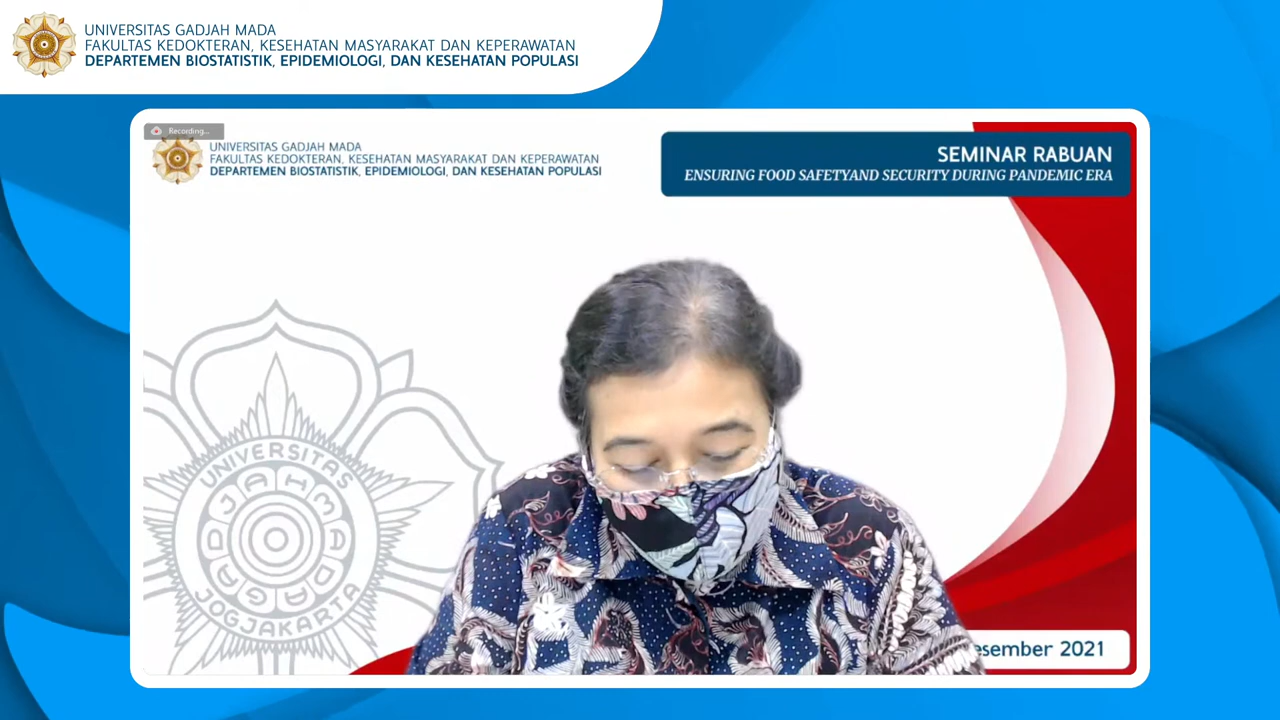 UNIVERSITAS GADJAH MADA
FAKULTAS KEDOKTERAN, KESEHATAN MASYARAKAT DAN KEPERAWATAN
DEPARTEMEN BIOSTATISTIK, EPIDEMIOLOGI, DAN KESEHATAN POPULASI
Recording...
UNIVERSITAS GADJAH MADA
FAKULTAS KEDOKTERAN, KESEHATAN MASYARAKAT DAN KEPERAWATAN
DEPARTEMEN BIOSTATISTIK, EPIDEMIOLOGI, DAN KESEHATAN POPULASI
SEMINAR RABUAN
ENSURING FOOD SAFETYAND SECURITY DURING PANDEMIC ERA
UNIVERSITAS
GADJAH MADA
JOGJAKARTA
esember 2021